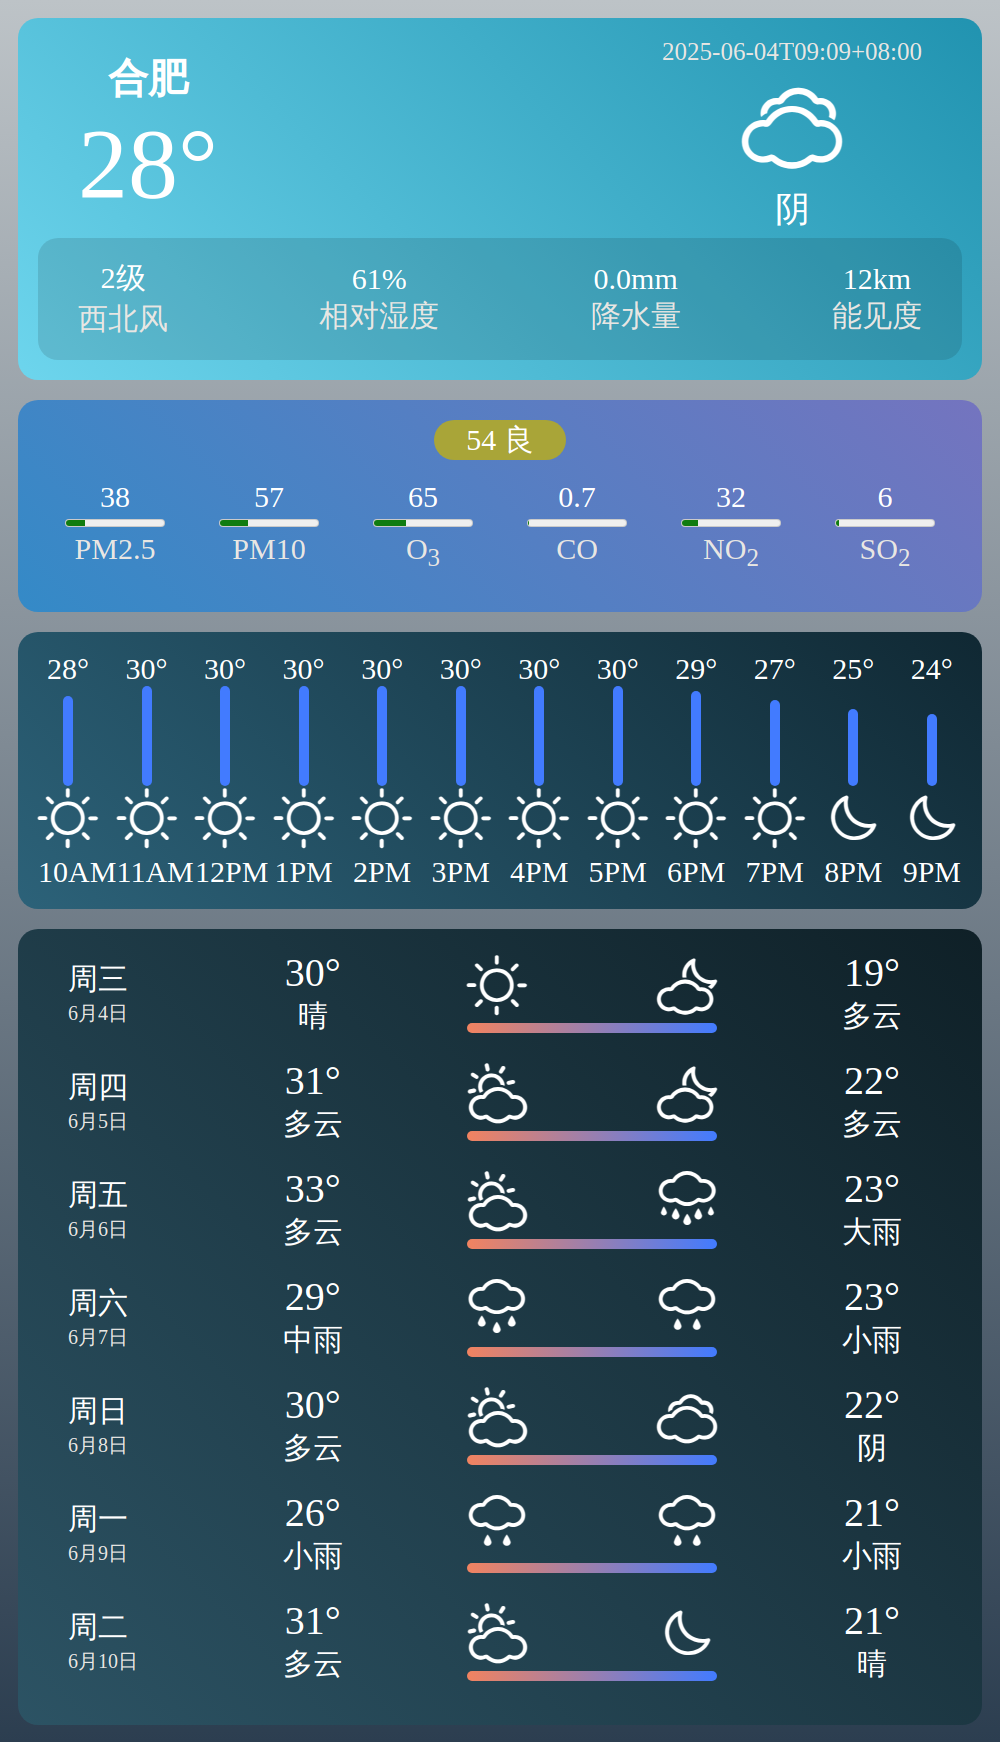 合肥
28°
2025-06-04T09:09+08:00
阴
2级 61% 0.0mm 12km
西北风 相对湿度 降水量 能见度
54 良
38 57 65 0.7 32 6
PM2.5 PM10 O3 CO NO2 SO2
28° 30° 30° 30° 30° 30° 30° 30° 29° 27° 25° 24°
10AM 11AM 12PM 1PM 2PM 3PM 4PM 5PM 6PM 7PM 8PM 9PM
周三 30° 19°
6月4日 晴 多云
周四 31° 22°
6月5日 多云 多云
周五 33° 23°
6月6日 多云 大雨
周六 29° 23°
6月7日 中雨 小雨
周日 30° 22°
6月8日 多云 阴
周一 26° 21°
6月9日 小雨 小雨
周二 31° 21°
6月10日 多云 晴